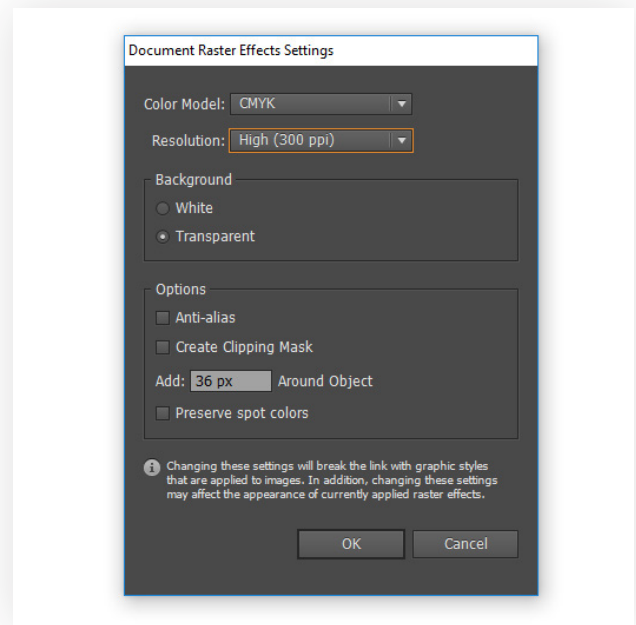 Document Raster Effects Settings
Color Model: CMYK
Resolution: High (300 ppi)
Background
White
Transparent
Options
Anti-alias
Create Clipping Mask
Add: 36 px Around Object
Preserve spot colors
Changing these settings will break the link with graphic styles
that are applied to images. In addition, changing these settings
may affect the appearance of currently applied raster effects.
OK Cancel